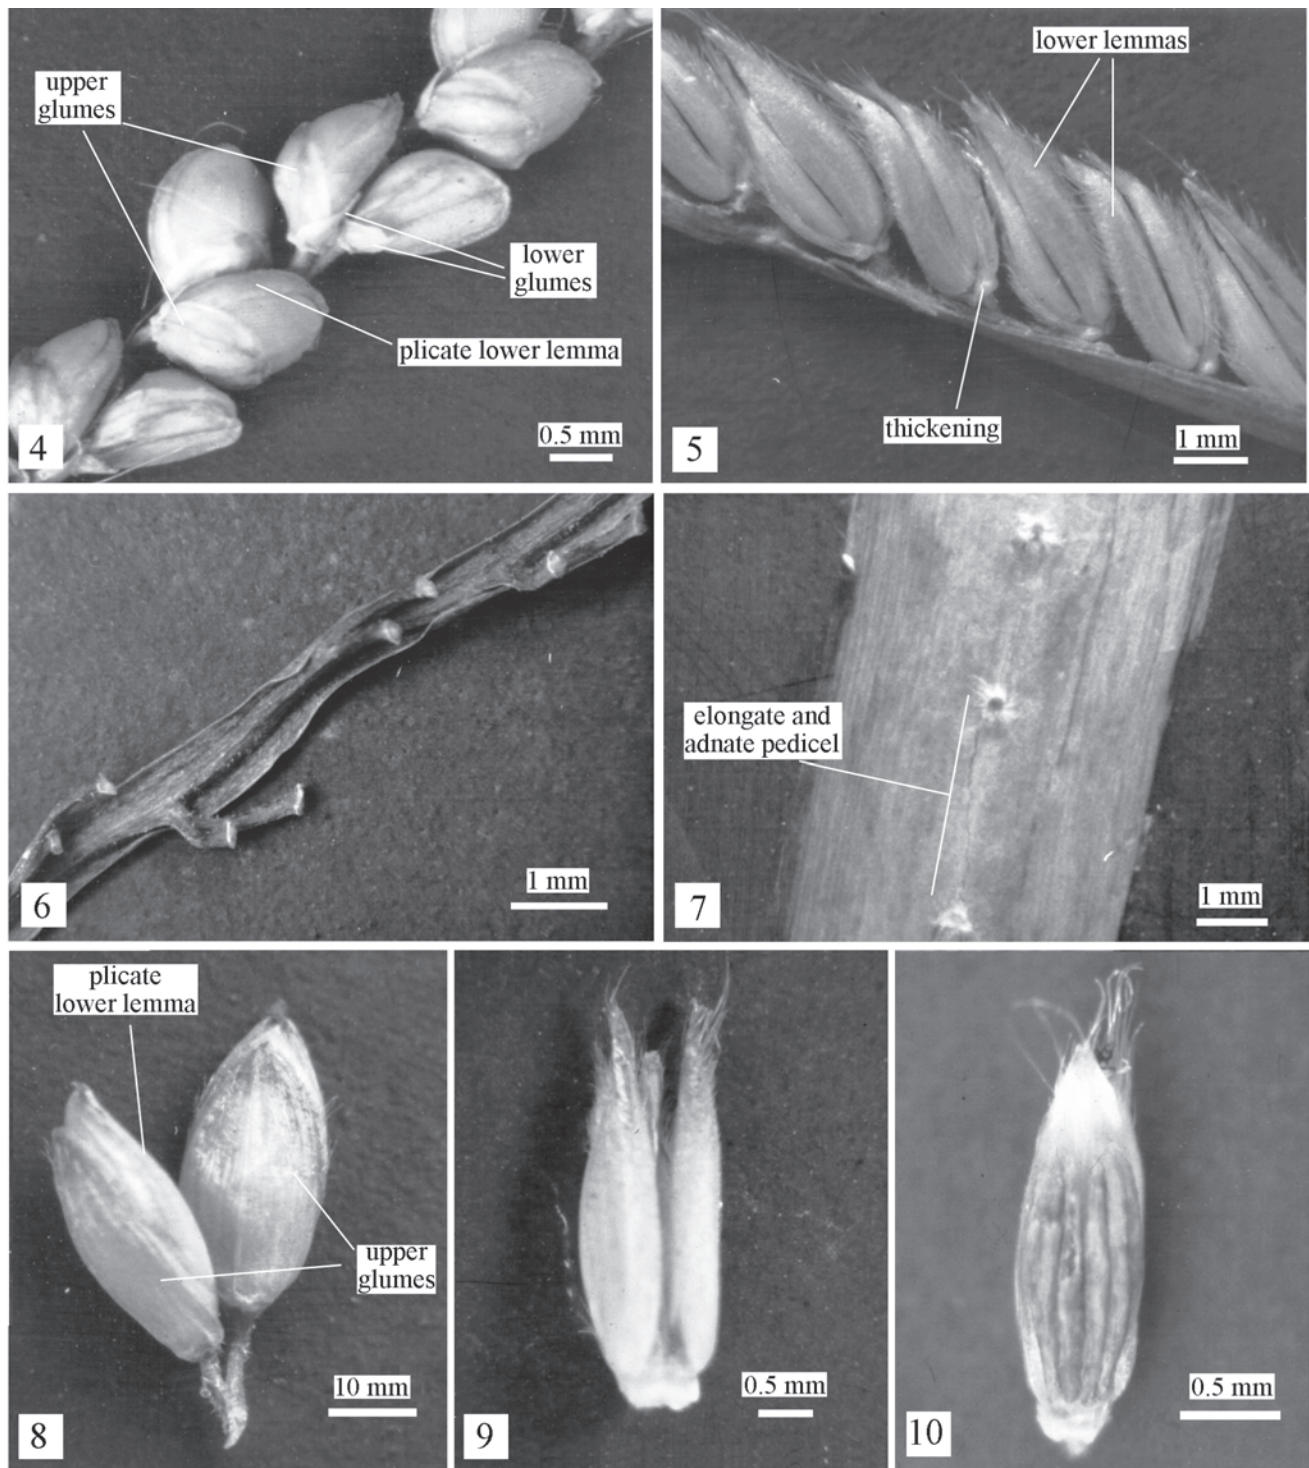 upper
glumes
lower
glumes
plicate lower lemma
0.5 mm
4
lower lemmas
thickening
1 mm
5
1 mm
6
elongate and
adnate pedicel
1 mm
7
plicate
lower lemma
upper
glumes
10 mm
8
0.5 mm
9
0.5 mm
10